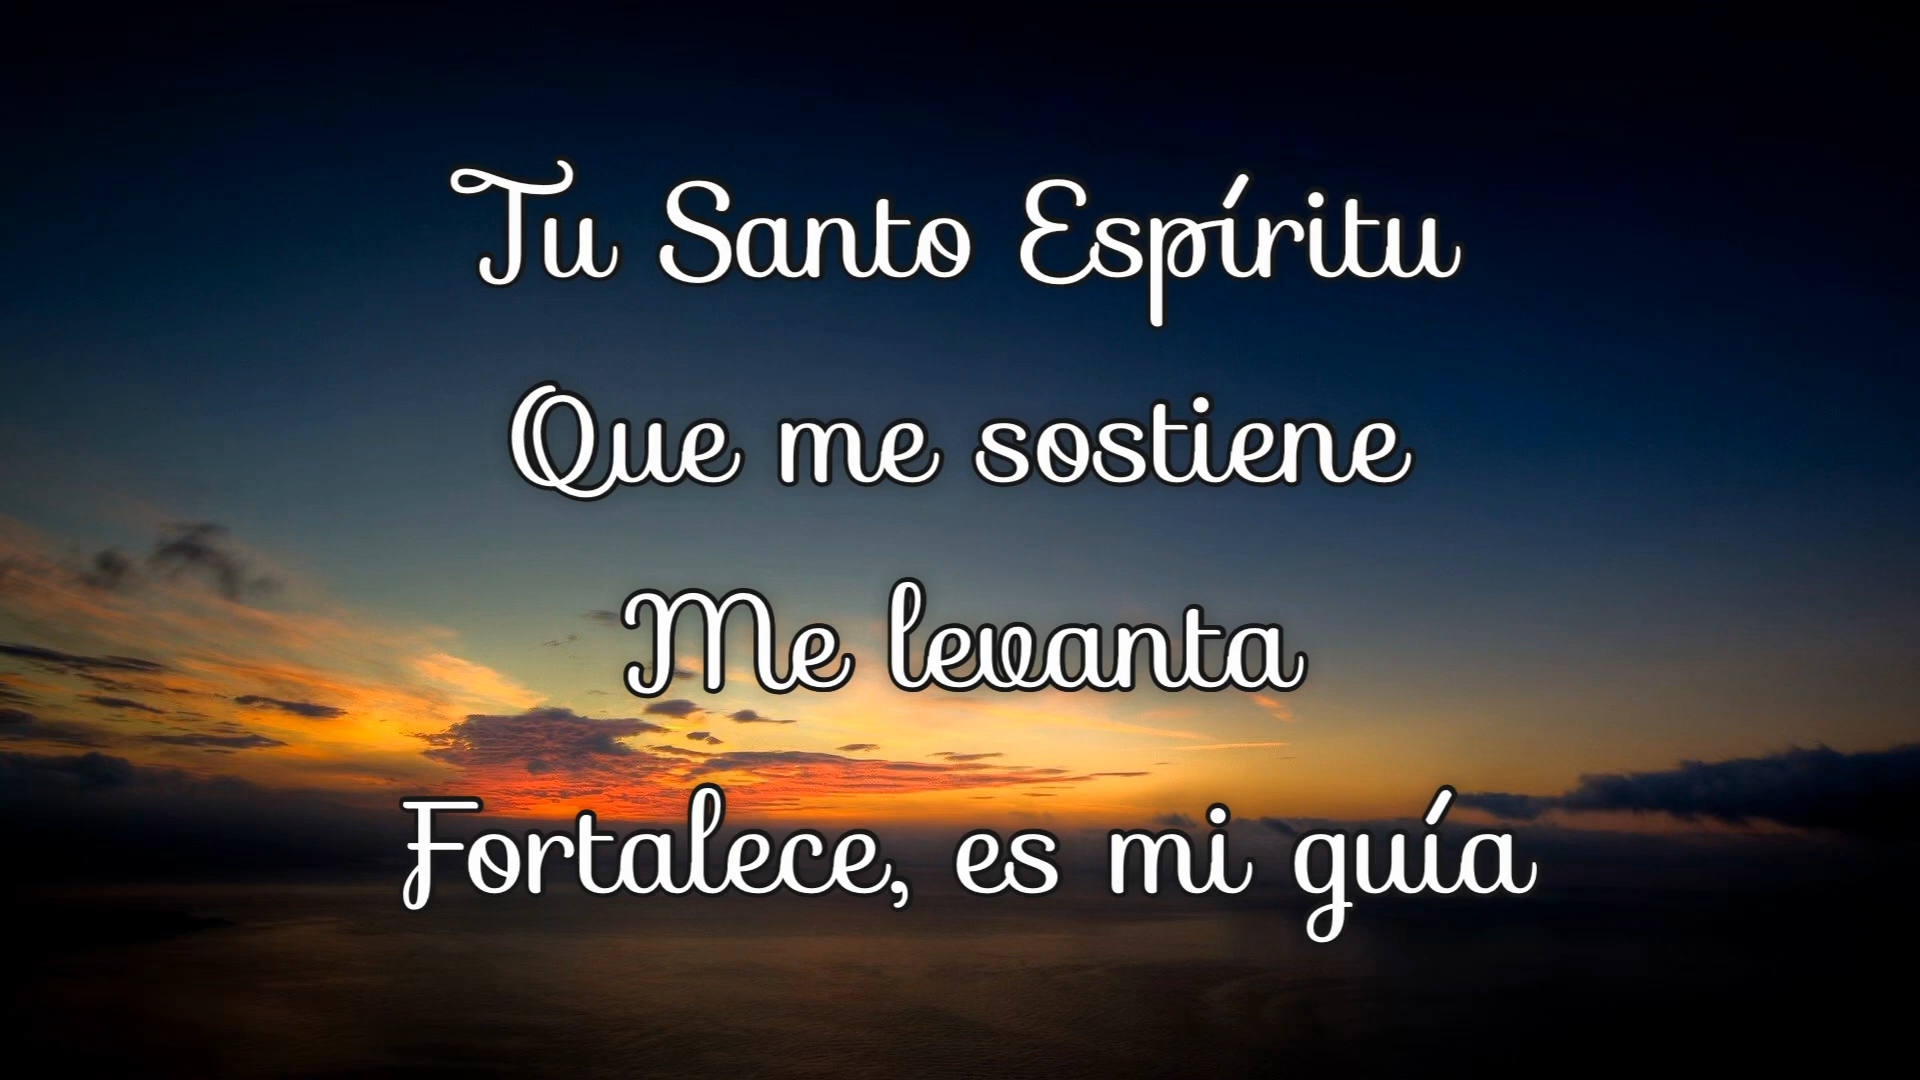 Tu Santo Espíritu
Que me sostiene
Me levanta
Fortalece, es mi guía